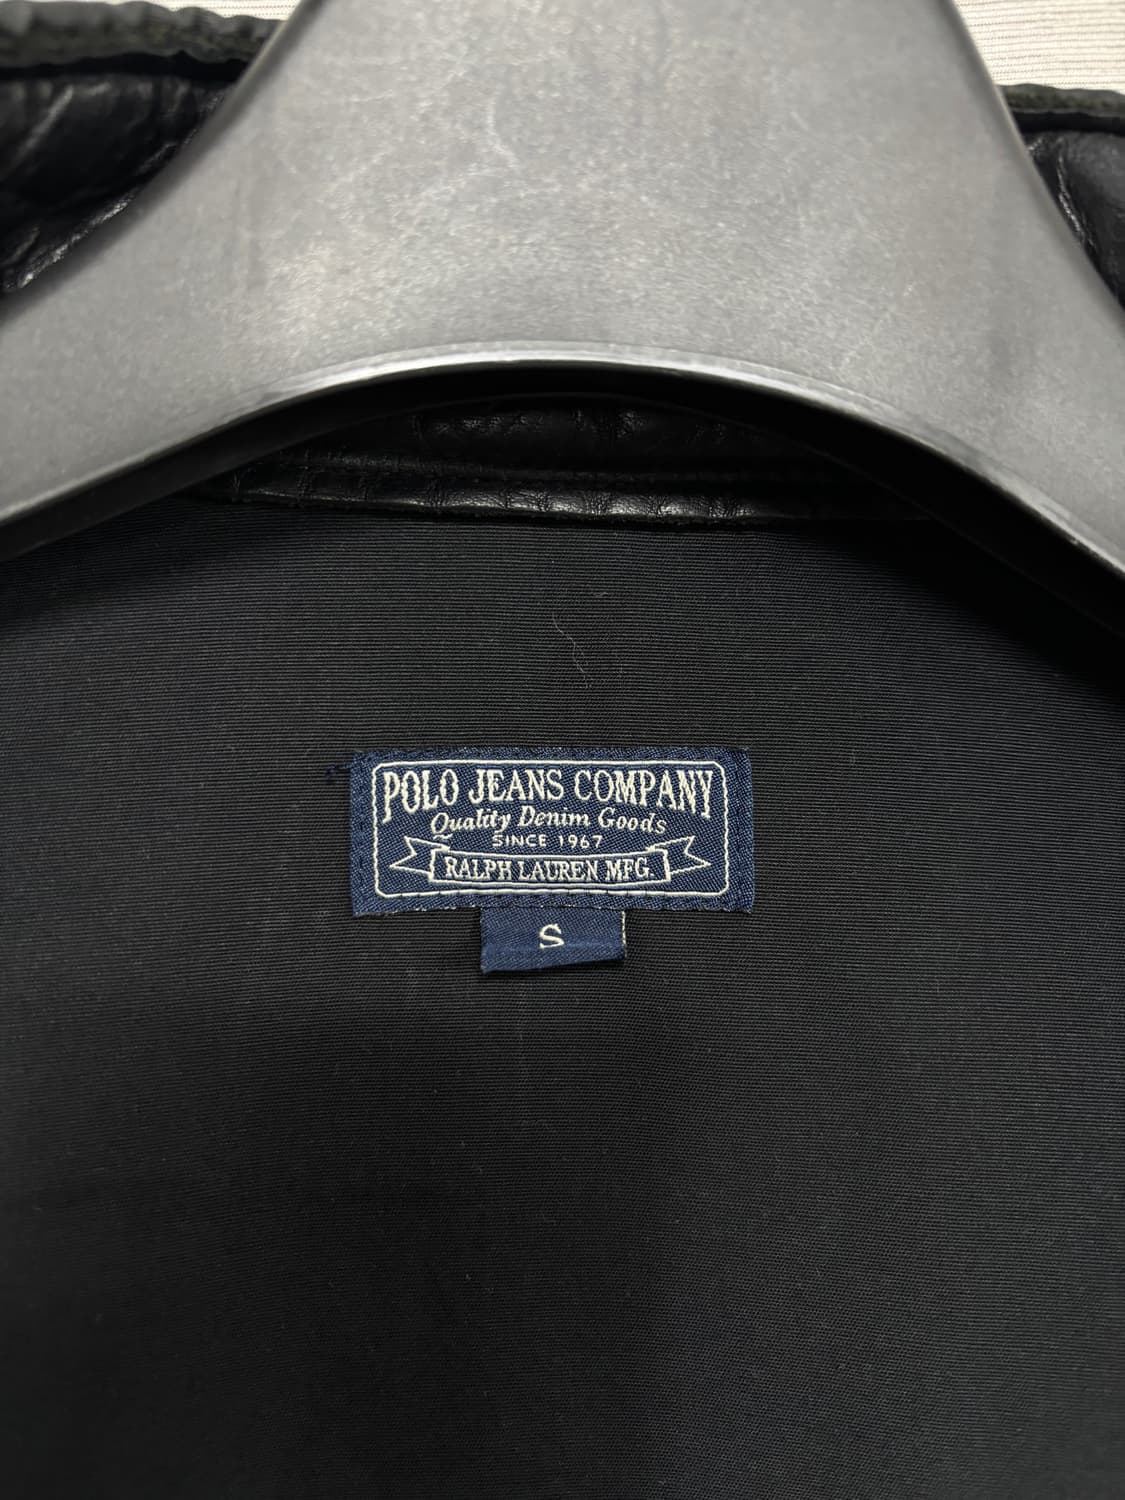 POLO JEANS COMPANY
Quality Denim Goods
SINCE 1967
RALPH LAUREN MFG.
S